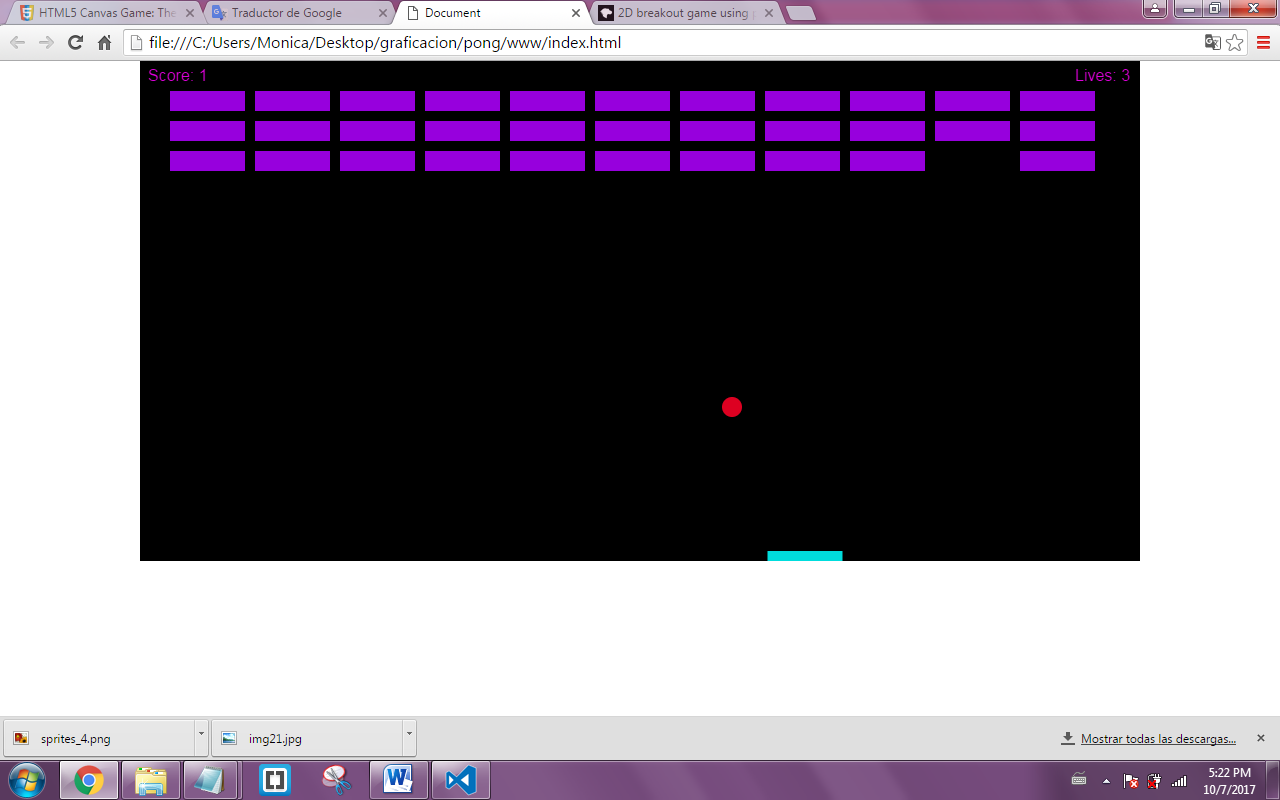 HTML5 Canvas Game: The
Traductor de Google
Document
2D breakout game using p
file:///C:/Users/Monica/Desktop/graficacion/pong/www/index.html
Score: 1
Lives: 3
sprites_4.png
img21.jpg
Mostrar todas las descargas...
5:22 PM
10/7/2017